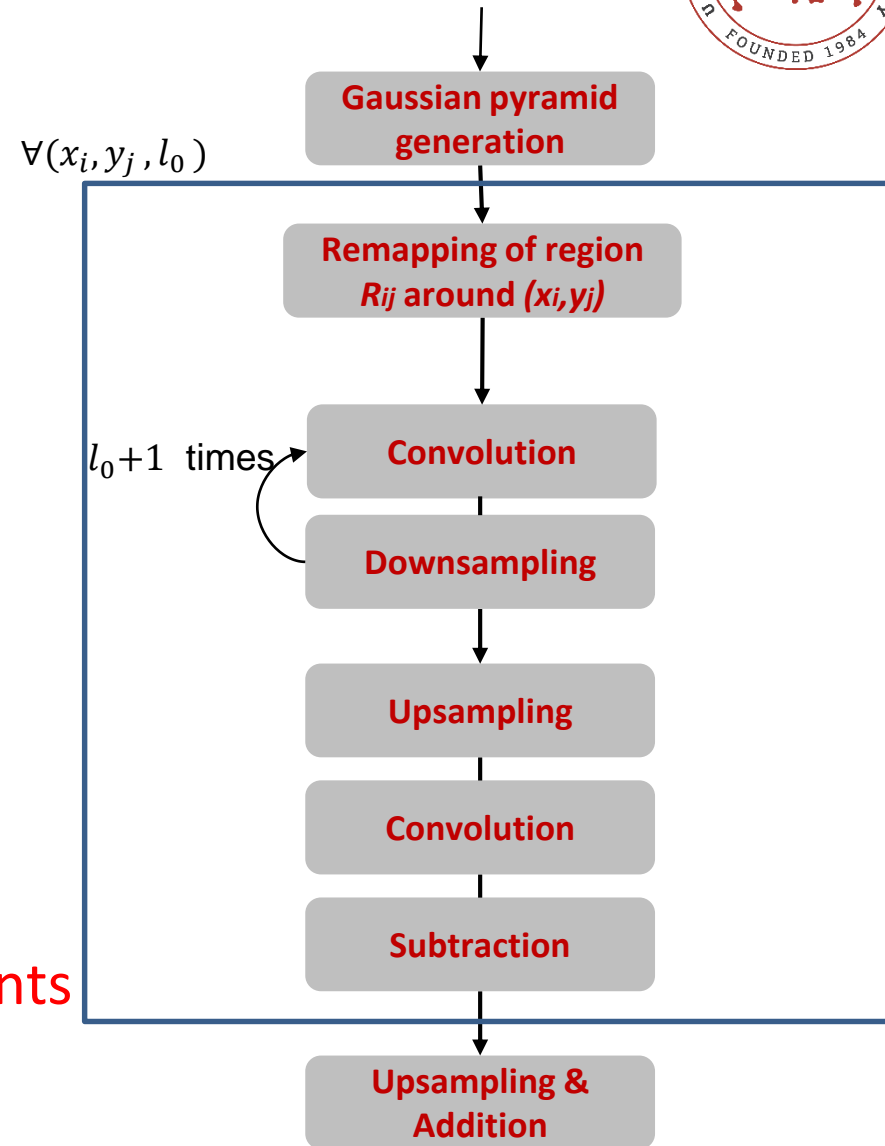 FOUNDED 1984
Gaussian pyramid
generation
∀(xᵢ, yⱼ , l₀ )
Remapping of region
Rij around (xi,yj)
l₀+1 times
Convolution
Downsampling
Upsampling
Convolution
Subtraction
nts
Upsampling &
Addition